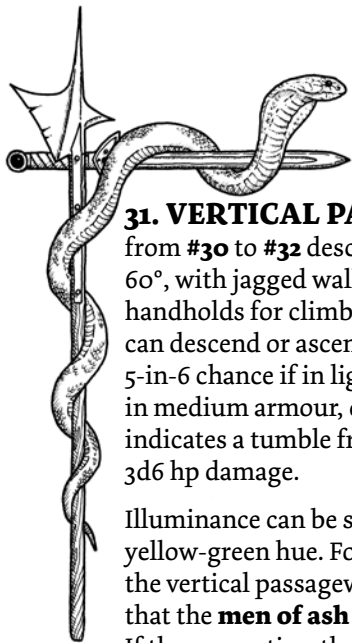 31. VERTICAL PA
from #30 to #32 desc
60°, with jagged wall
handholds for climb
can descend or ascen
5-in-6 chance if in lig
in medium armour, o
indicates a tumble fr
3d6 hp damage.
Illuminance can be s
yellow-green hue. Fo
the vertical passagew
that the men of ash